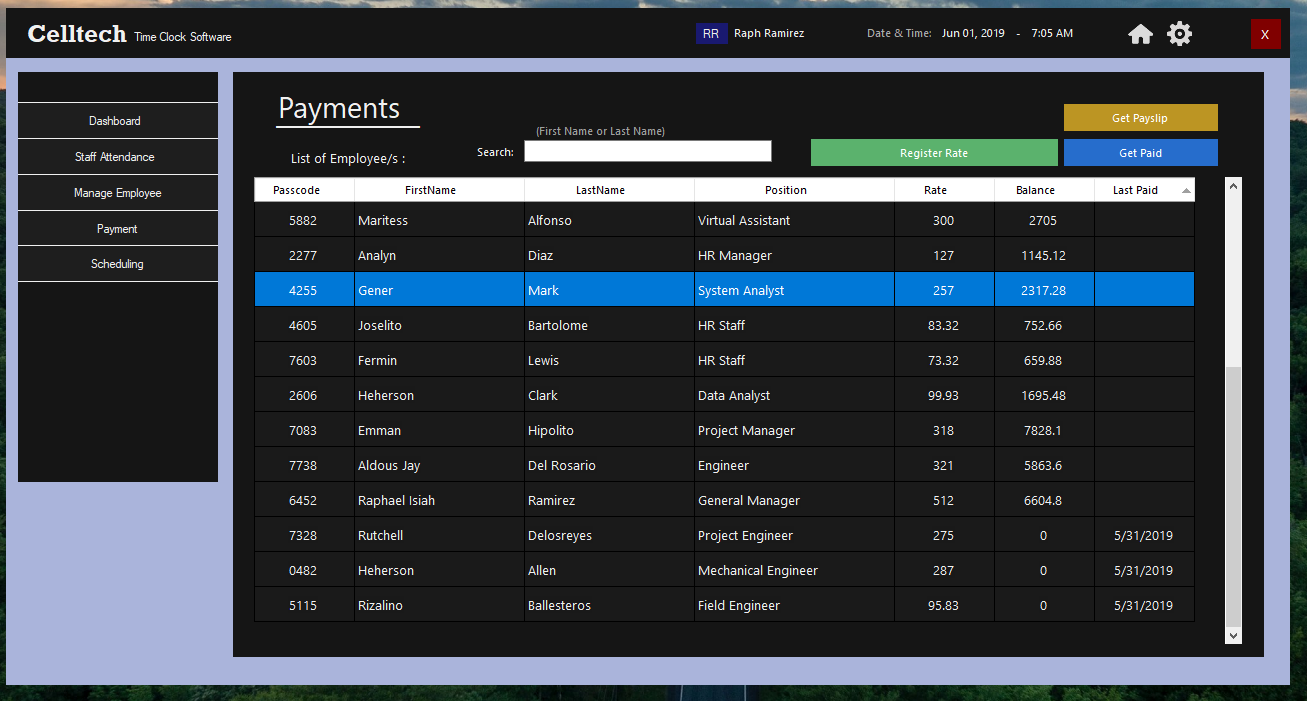 Celltech Time Clock Software RR Raph Ramirez Date & Time: Jun 01, 2019 - 7:05 AM X
Dashboard
Staff Attendance
Manage Employee
Payment
Scheduling
Payments
Get Payslip
(First Name or Last Name)
List of Employee/s : Search: Register Rate Get Paid
Passcode FirstName LastName Position Rate Balance Last Paid
5882 Maritess Alfonso Virtual Assistant 300 2705
2277 Analyn Diaz HR Manager 127 1145.12
4255 Gener Mark System Analyst 257 2317.28
4605 Joselito Bartolome HR Staff 83.32 752.66
7603 Fermin Lewis HR Staff 73.32 659.88
2606 Heherson Clark Data Analyst 99.93 1695.48
7083 Emman Hipolito Project Manager 318 7828.1
7738 Aldous Jay Del Rosario Engineer 321 5863.6
6452 Raphael Isiah Ramirez General Manager 512 6604.8
7328 Rutchell Delosreyes Project Engineer 275 0 5/31/2019
0482 Heherson Allen Mechanical Engineer 287 0 5/31/2019
5115 Rizalino Ballesteros Field Engineer 95.83 0 5/31/2019